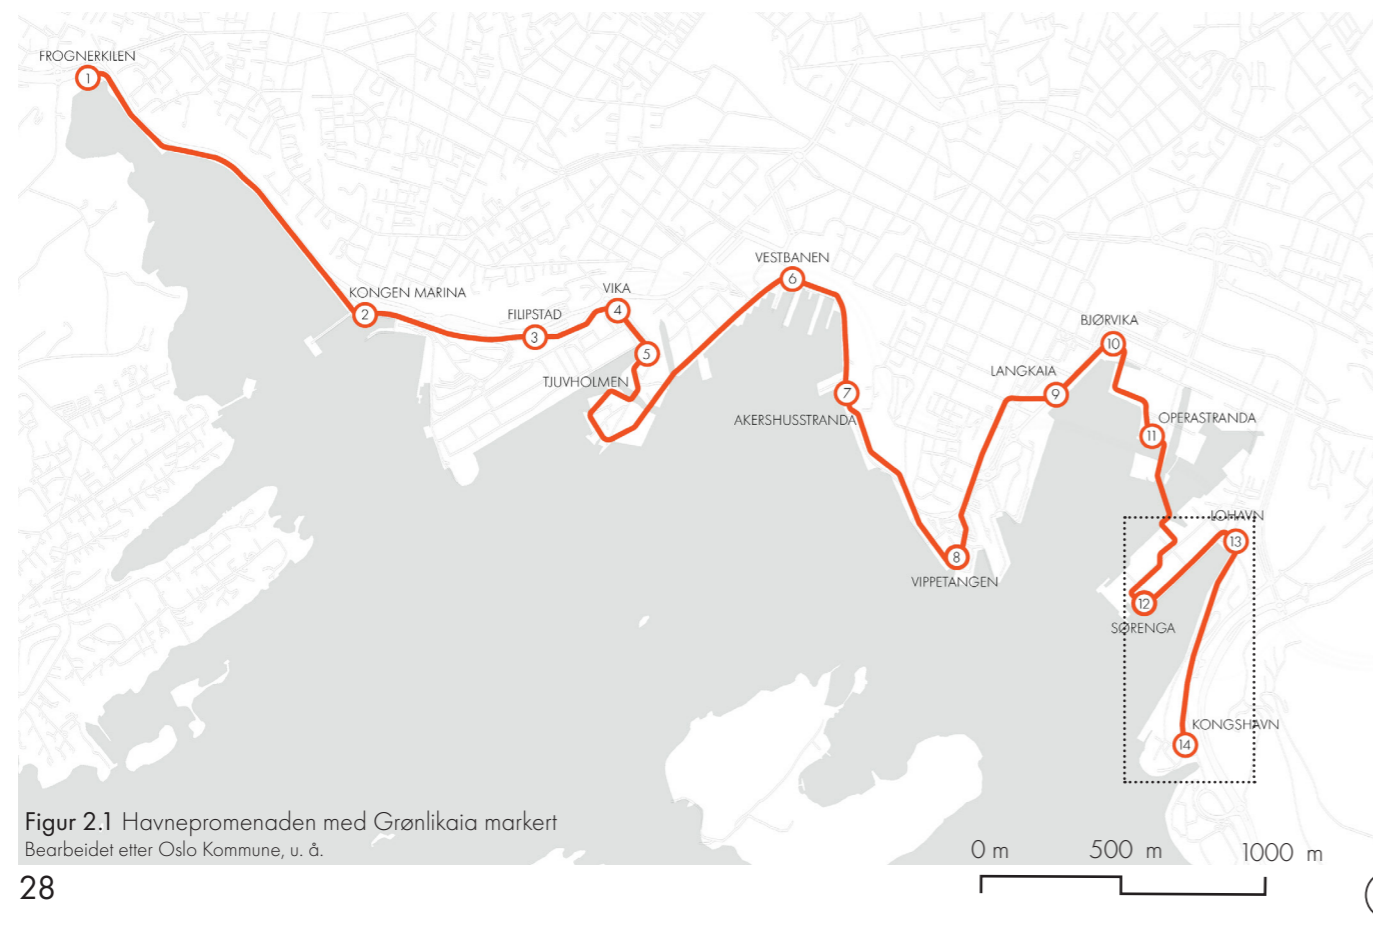 FROGNERKILEN
1
KONGEN MARINA
2
FILIPSTAD
3
VIKA
4
5
TJUVHOLMEN
VESTBANEN
6
7
AKERSHUSSTRANDA
8
VIPPETANGEN
LANGKAIA
9
BJØRVIKA
10
OPERASTRANDA
11
LOHAVN
13
12
SØRENGA
KONGSHAVN
14
Figur 2.1 Havnepromenaden med Grønlikaia markert
Bearbeidet etter Oslo Kommune, u. å.
0 m 500 m 1000 m
28